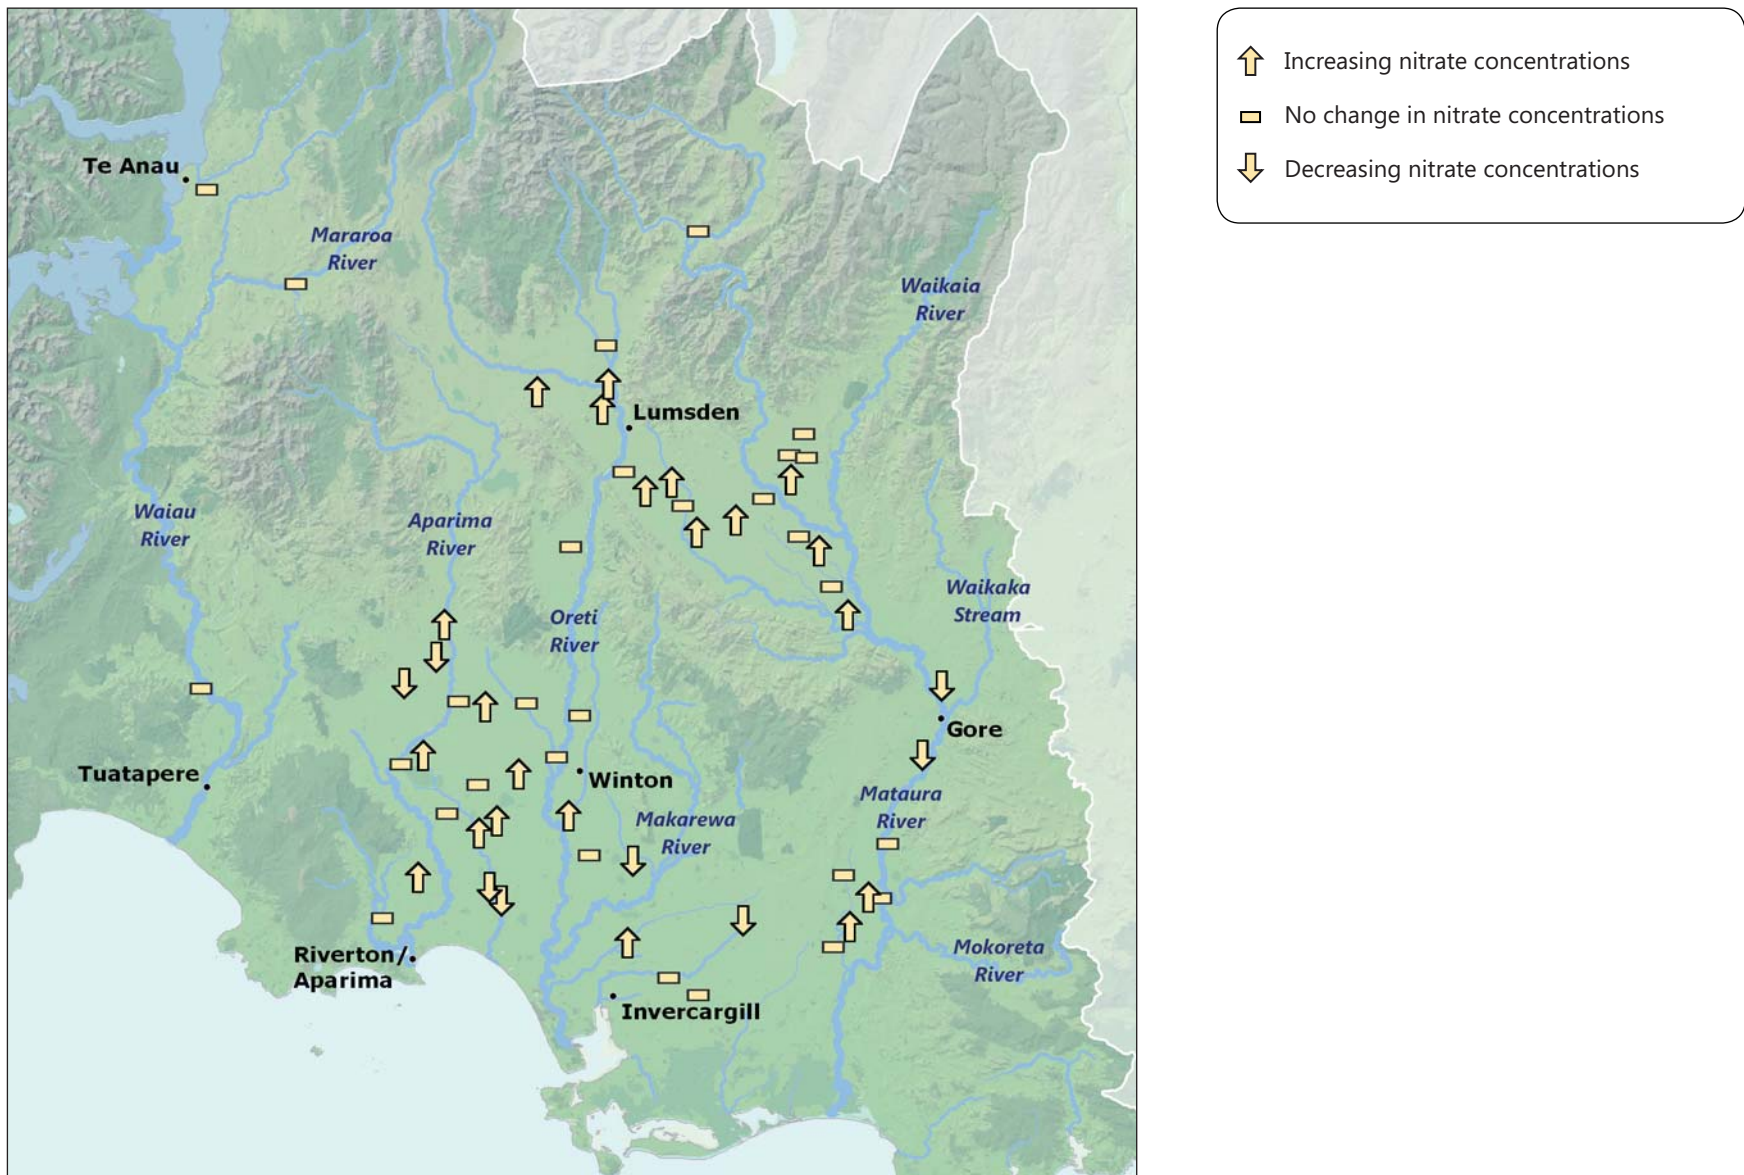 Increasing nitrate concentrations
No change in nitrate concentrations
Decreasing nitrate concentrations
Te Anau
Mararoa
River
Waikaia
River
Lumsden
Waiau
River
Aparima
River
Waikaka
Stream
Oreti
River
Gore
Tuatapere
Winton
Mataura
River
Makarewa
River
Riverton/
Aparima
Mokoreta
River
Invercargill